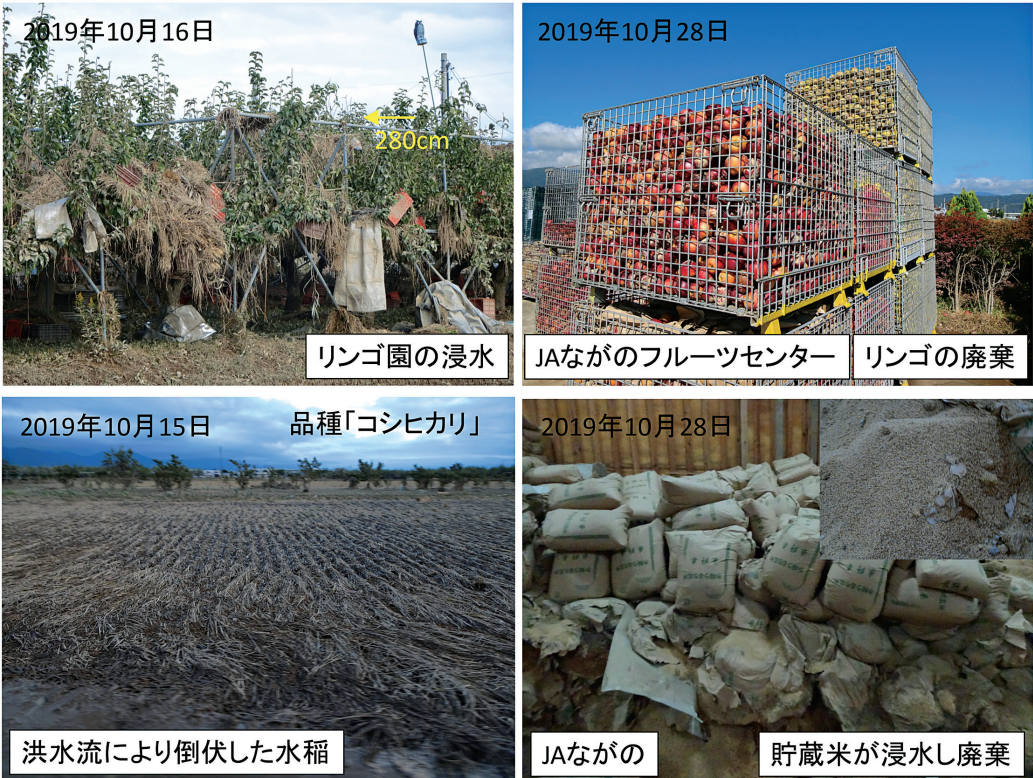 2019年10月16日
280cm
リンゴ園の浸水
2019年10月28日
JAながのフルーツセンター
リンゴの廃棄
2019年10月15日
品種「コシヒカリ」
洪水流により倒伏した水稲
2019年10月28日
JAながの
貯蔵米が浸水し廃棄